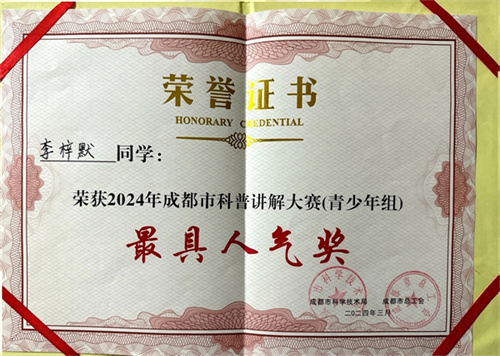 荣誉证书
HONORARY CREDENTIAL
李梓默 同学:
荣获2024年成都市科普讲解大赛(青少年组)
最具人气奖
成都市科学技术局 成都市总工会
二〇二四年三月